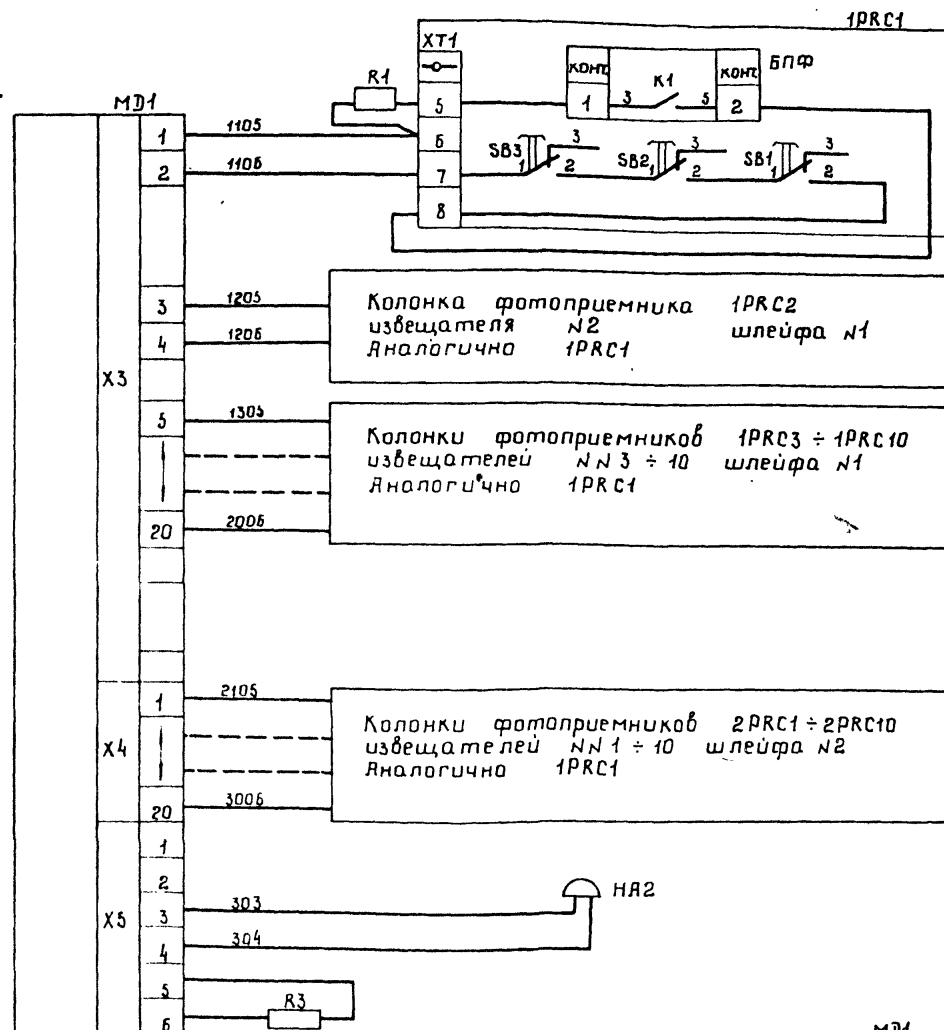 1PRC1
XT1
R1
5
6
7
8
КОНТ
1
3
K1
5
КОНТ
2
БПФ
SB3
1
3
2
SB2
1
3
2
SB1
1
3
2
MD1
X3
1
1105
2
1106
3
1205
4
1206
Колонка фотоприемника 1PRC2
извещателя N2 шлейфа N1
Аналогично 1PRC1
5
1305
20
2006
Колонки фотоприемников 1PRC3 ÷ 1PRC10
извещателей NN 3 ÷ 10 шлейфа N1
Аналогично 1PRC1
X4
1
2105
20
3006
Колонки фотоприемников 2PRC1 ÷ 2PRC10
извещателей NN 1 ÷ 10 шлейфа N2
Аналогично 1PRC1
X5
1
2
3
303
4
304
HA2
5
6
R3
MD1